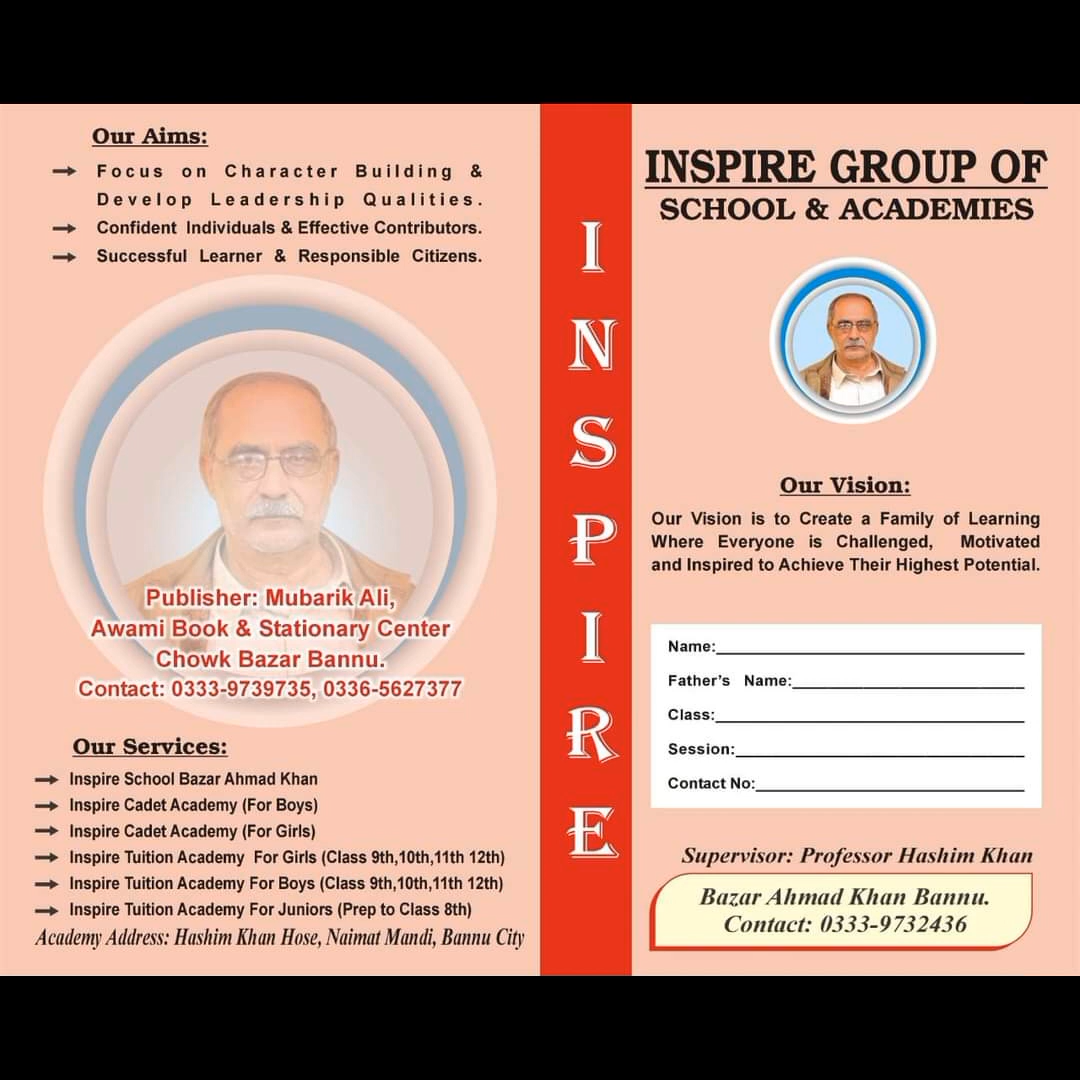 Our Aims:
Focus on Character Building &
Develop Leadership Qualities.
Confident Individuals & Effective Contributors.
Successful Learner & Responsible Citizens.
Publisher: Mubarik Ali,
Awami Book & Stationary Center
Chowk Bazar Bannu.
Contact: 0333-9739735, 0336-5627377
Our Services:
Inspire School Bazar Ahmad Khan
Inspire Cadet Academy (For Boys)
Inspire Cadet Academy (For Girls)
Inspire Tuition Academy For Girls (Class 9th,10th,11th 12th)
Inspire Tuition Academy For Boys (Class 9th,10th,11th 12th)
Inspire Tuition Academy For Juniors (Prep to Class 8th)
Academy Address: Hashim Khan Hose, Naimat Mandi, Bannu City
INSPIRE
INSPIRE GROUP OF
SCHOOL & ACADEMIES
Our Vision:
Our Vision is to Create a Family of Learning
Where Everyone is Challenged, Motivated
and Inspired to Achieve Their Highest Potential.
Name:
Father's Name:
Class:
Session:
Contact No:
Supervisor: Professor Hashim Khan
Bazar Ahmad Khan Bannu.
Contact: 0333-9732436